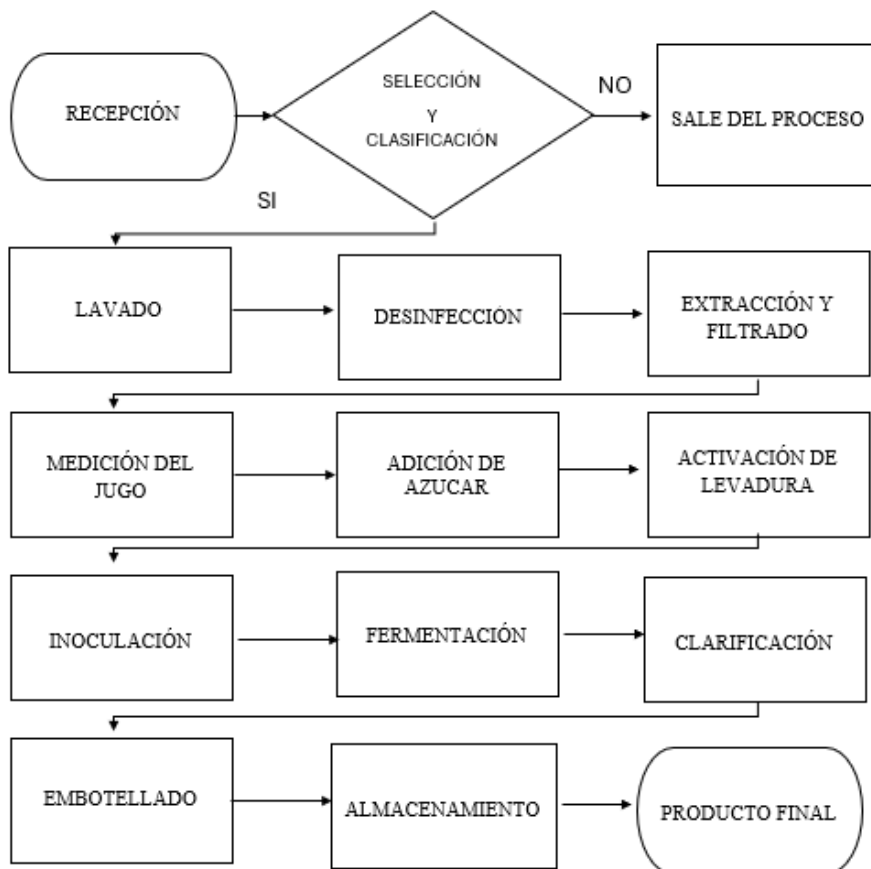 RECEPCIÓN
SELECCIÓN
Y
CLASIFICACIÓN
NO
SALE DEL PROCESO
SI
LAVADO
DESINFECCIÓN
EXTRACCIÓN Y
FILTRADO
MEDICIÓN DEL
JUGO
ADICIÓN DE
AZUCAR
ACTIVACIÓN DE
LEVADURA
INOCULACIÓN
FERMENTACIÓN
CLARIFICACIÓN
EMBOTELLADO
ALMACENAMIENTO
PRODUCTO FINAL